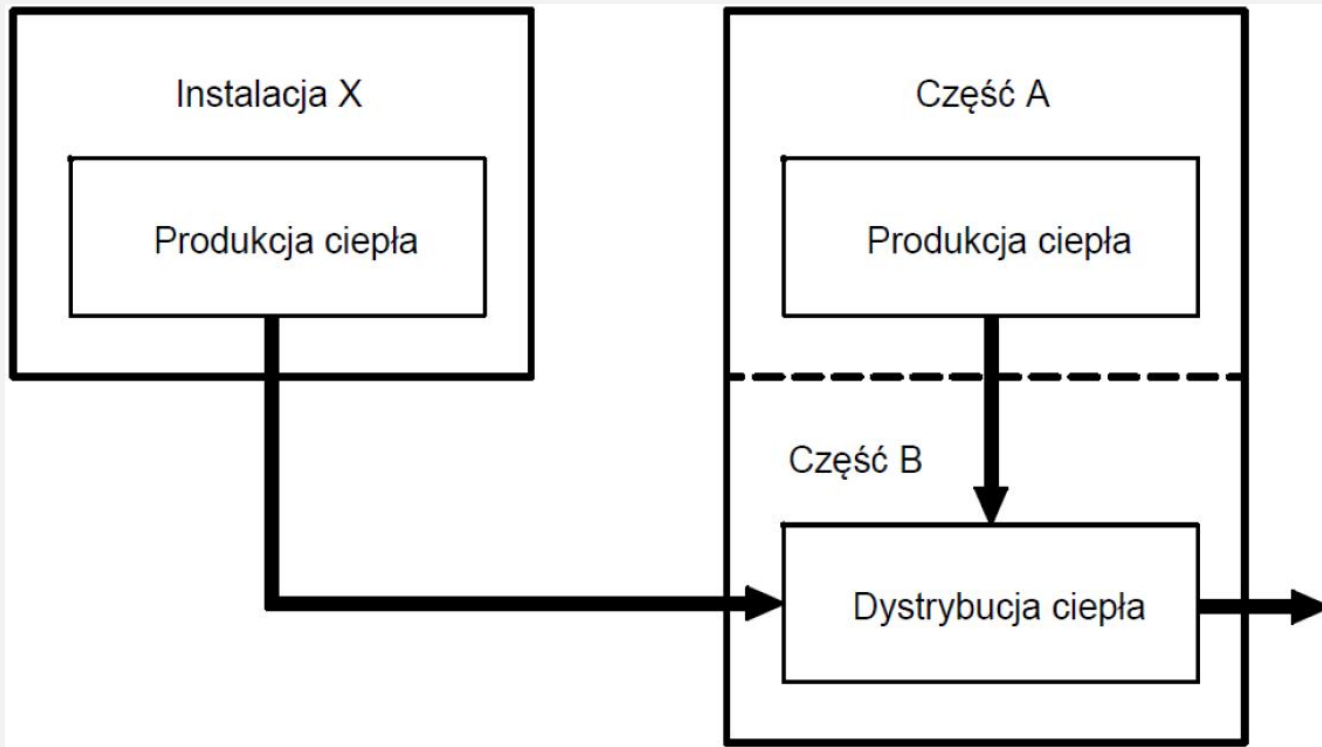 Instalacja X
Produkcja ciepła
Część A
Produkcja ciepła
Część B
Dystrybucja ciepła